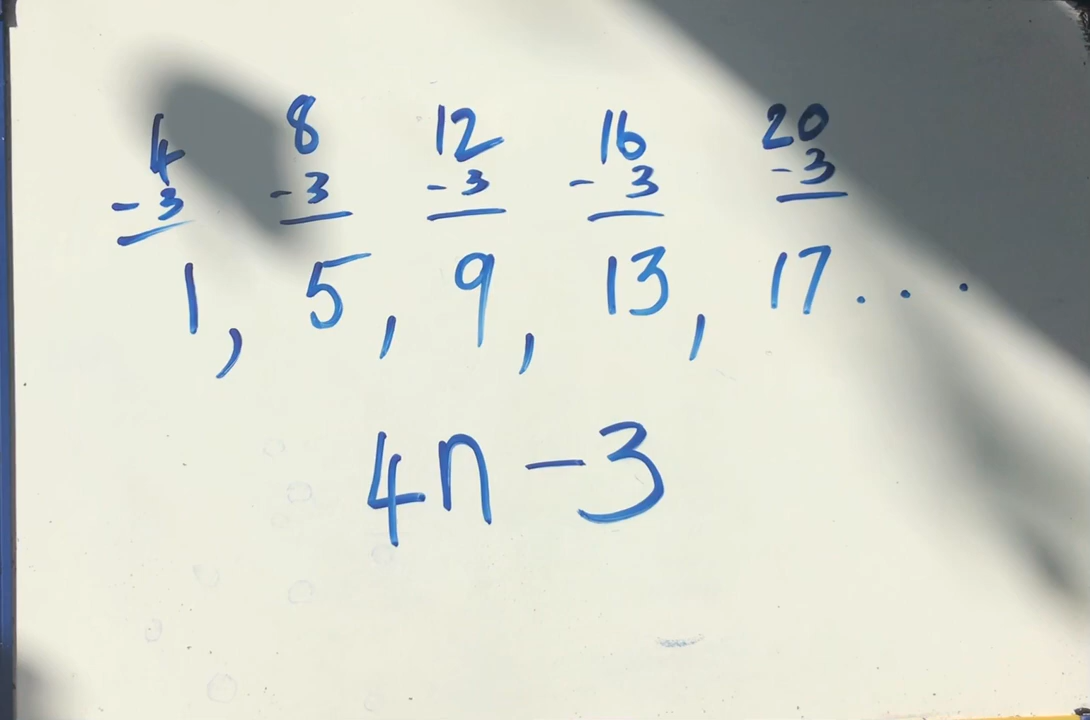 4 8 12 16 20
-3 -3 -3 -3 -3
1, 5, 9, 13, 17...
4n-3